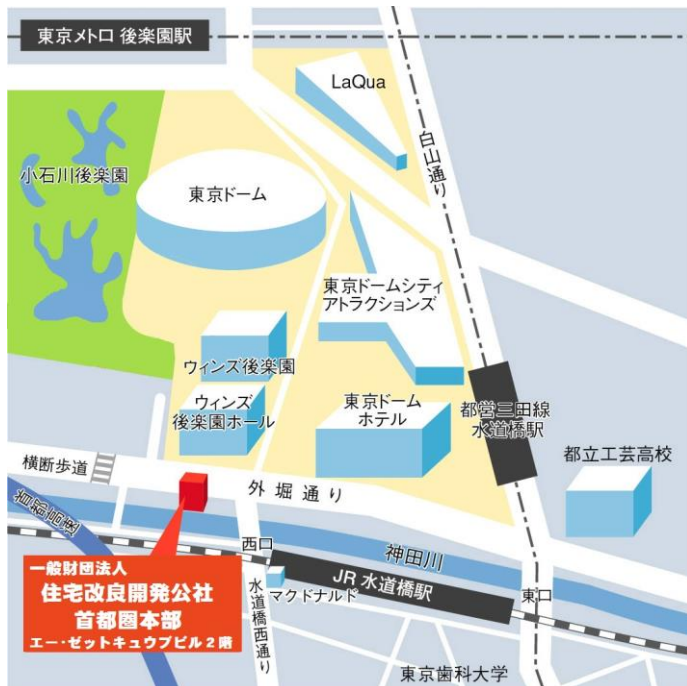 東京メトロ 後楽園駅
LaQua
白山通り
小石川後楽園
東京ドーム
東京ドームシティ
アトラクションズ
ウィンズ後楽園
ウィンズ
後楽園ホール
東京ドーム
ホテル
都営三田線
水道橋駅
都立工芸高校
横断歩道
外堀通り
首都高速
西口
神田川
JR 水道橋駅
東口
マクドナルド
水道橋西通り
一般財団法人
住宅改良開発公社
首都圏本部
エー・ゼットキュウブビル2階
東京歯科大学